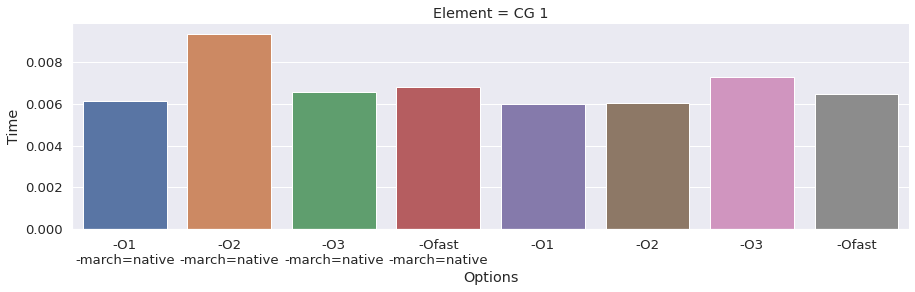 Element = CG 1
Time
0.008
0.006
0.004
0.002
0.000
-O1
-march=native
-O2
-march=native
-O3
-march=native
-Ofast
-march=native
-O1
-O2
-O3
-Ofast
Options